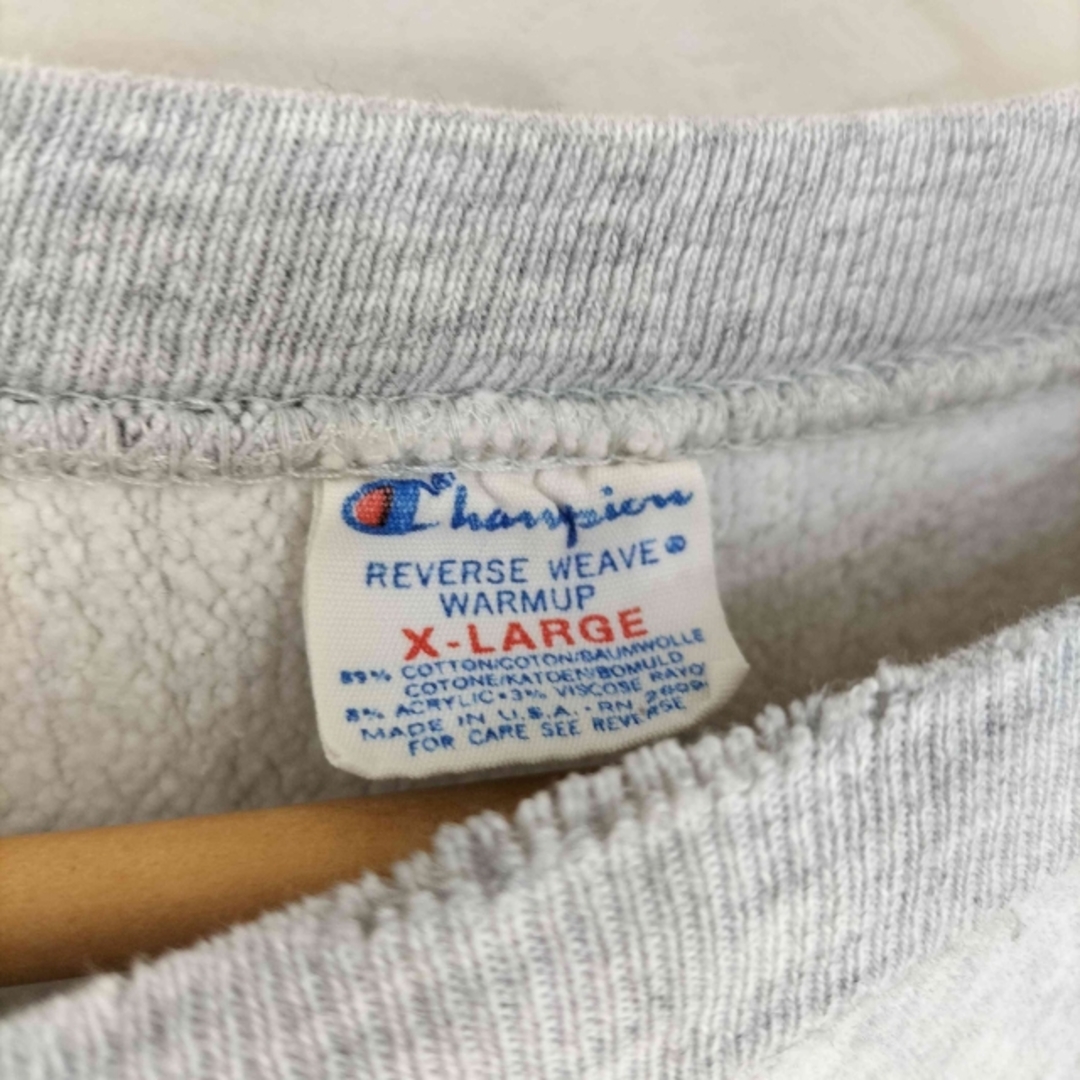 Champion®
REVERSE WEAVE®
WARMUP
X-LARGE
89% COTTON/COTON/BAUMWOLLE
COTONE/KATOEN/BOMULD
8% ACRYLIC•3% VISCOSE RAYO
MADE IN U.S.A. · RN 26094
FOR CARE SEE REVERSE